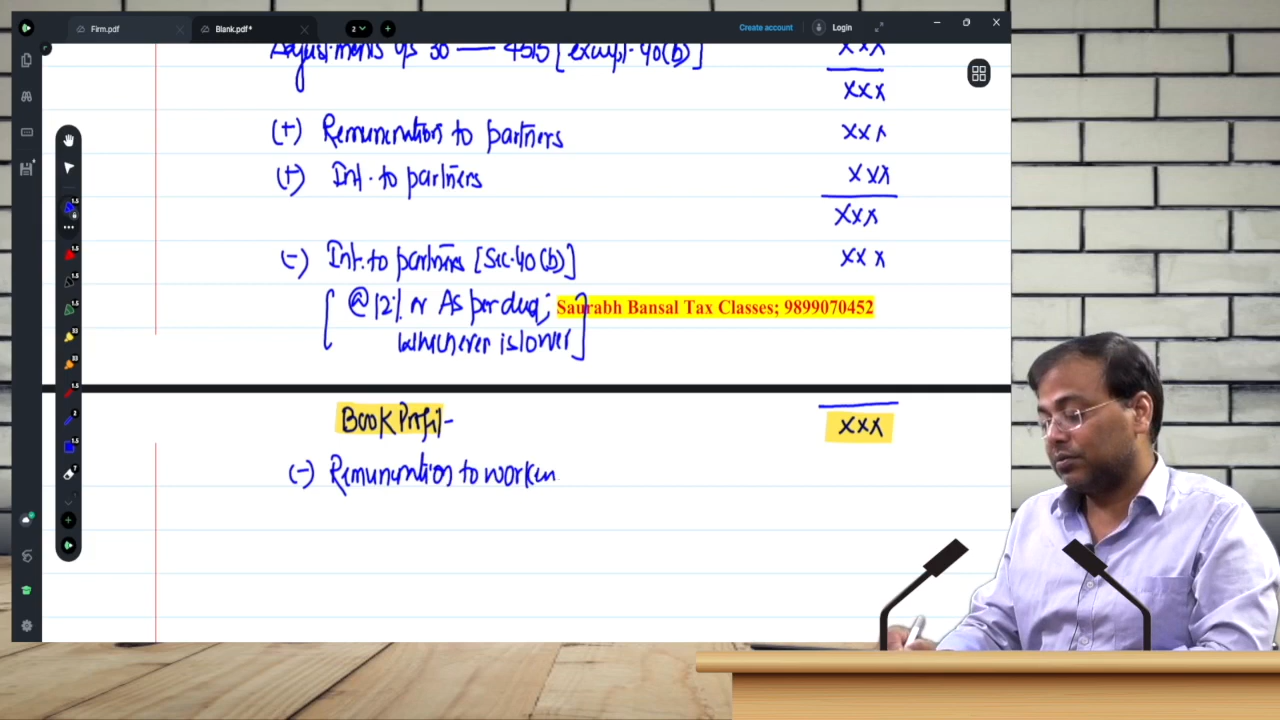 Firm.pdf
Blank.pdf*
2
Create account
Login
Adjustments u/s 30 — 43B [except 40(b)] xxx
xxx
(+) Remuneration to partners xxx
(+) Int. to partners xxx
xxx
(-) Int. to partners [Sec. 40(b)] xxx
[@ 12% or As per deed;
whichever is lower]
Saurabh Bansal Tax Classes; 9899070452
Book Profit xxx
(-) Remuneration to workin